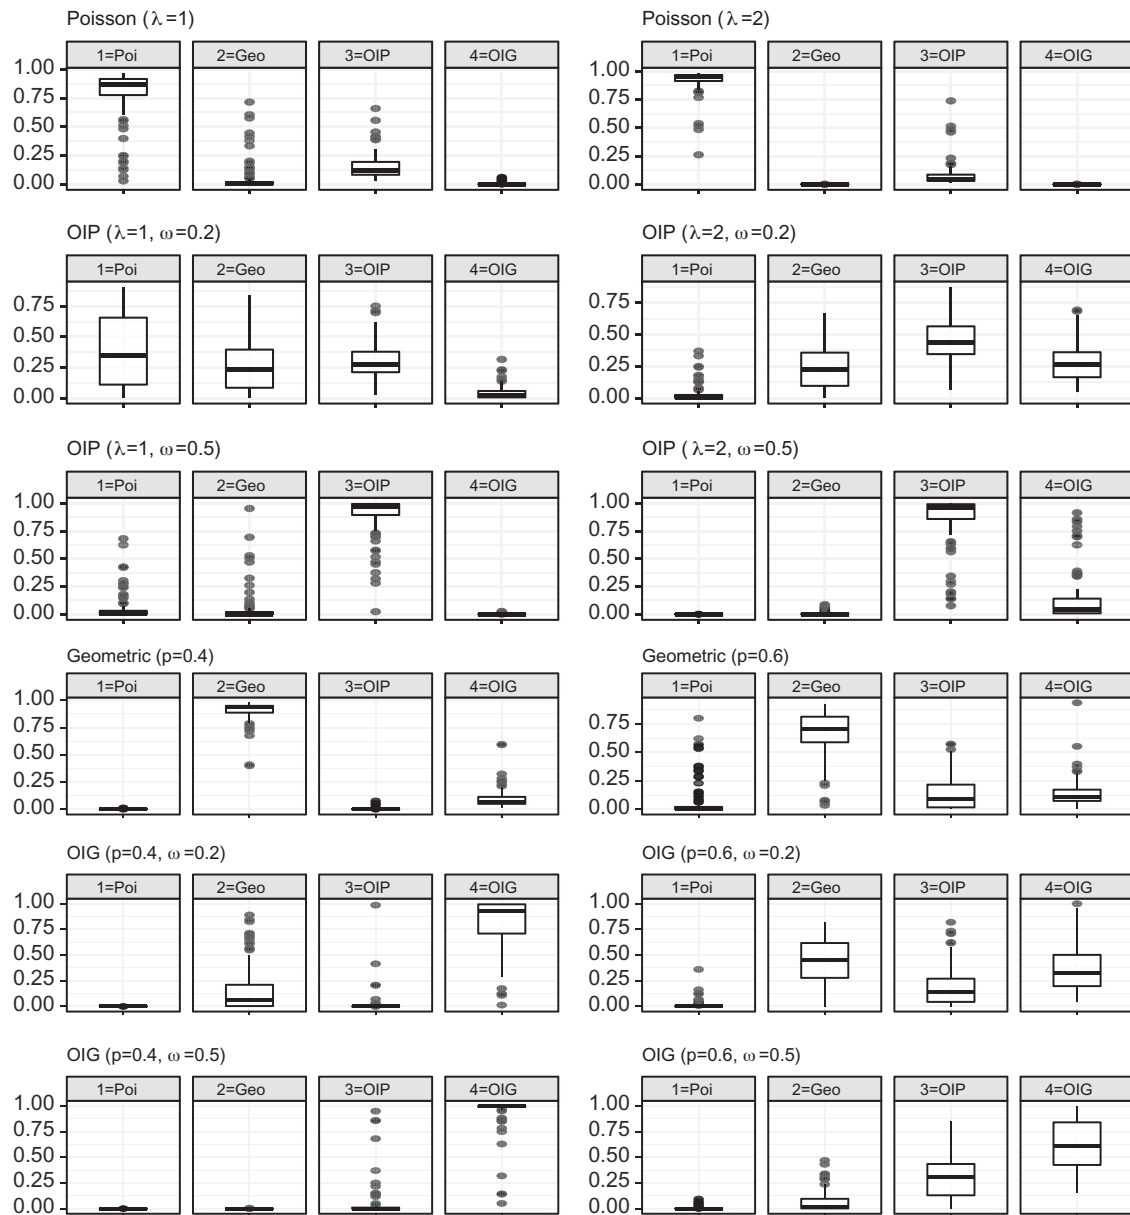 Poisson (λ=1)
1=Poi 2=Geo 3=OIP 4=OIG
1.00
0.75
0.50
0.25
0.00
Poisson (λ=2)
1=Poi 2=Geo 3=OIP 4=OIG
1.00
0.75
0.50
0.25
0.00
OIP (λ=1, ω=0.2)
1=Poi 2=Geo 3=OIP 4=OIG
0.75
0.50
0.25
0.00
OIP (λ=2, ω=0.2)
1=Poi 2=Geo 3=OIP 4=OIG
0.75
0.50
0.25
0.00
OIP (λ=1, ω=0.5)
1=Poi 2=Geo 3=OIP 4=OIG
1.00
0.75
0.50
0.25
0.00
OIP ( λ=2, ω=0.5)
1=Poi 2=Geo 3=OIP 4=OIG
1.00
0.75
0.50
0.25
0.00
Geometric (p=0.4)
1=Poi 2=Geo 3=OIP 4=OIG
1.00
0.75
0.50
0.25
0.00
Geometric (p=0.6)
1=Poi 2=Geo 3=OIP 4=OIG
0.75
0.50
0.25
0.00
OIG (p=0.4, ω=0.2)
1=Poi 2=Geo 3=OIP 4=OIG
1.00
0.75
0.50
0.25
0.00
OIG (p=0.6, ω=0.2)
1=Poi 2=Geo 3=OIP 4=OIG
1.00
0.75
0.50
0.25
0.00
OIG (p=0.4, ω=0.5)
1=Poi 2=Geo 3=OIP 4=OIG
1.00
0.75
0.50
0.25
0.00
OIG (p=0.6, ω=0.5)
1=Poi 2=Geo 3=OIP 4=OIG
1.00
0.75
0.50
0.25
0.00